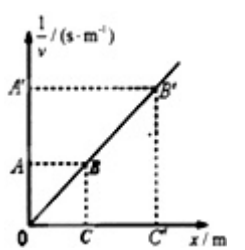 1/v / (s·m⁻¹)
A′ B′
A B
0 C C′ x / m